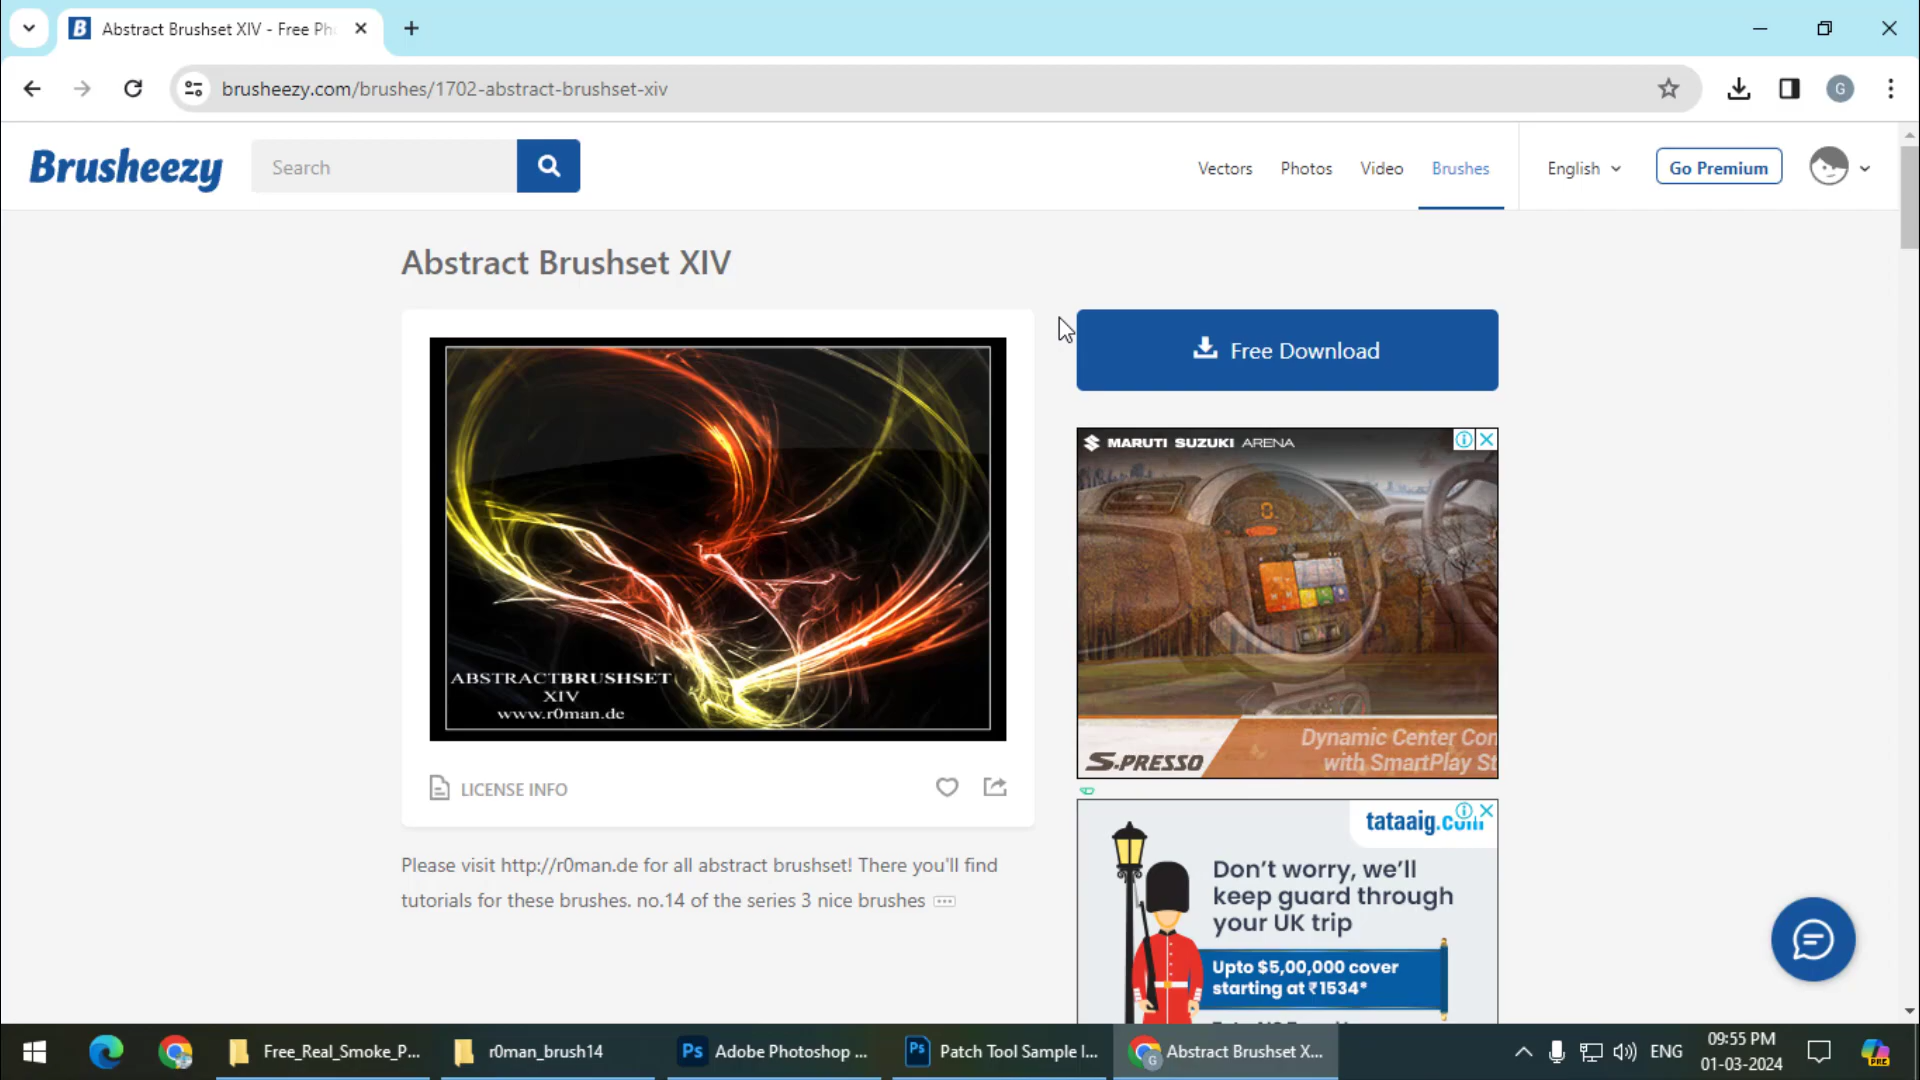 Abstract Brushset XIV - Free Ph
brusheezy.com/brushes/1702-abstract-brushset-xiv
G
Brusheezy
Search
Vectors
Photos
Video
Brushes
English
Go Premium
Abstract Brushset XIV
ABSTRACTBRUSHSET
XIV
www.r0man.de
Free Download
MARUTI SUZUKI ARENA
Dynamic Center Con
with SmartPlay St
S-PRESSO
LICENSE INFO
Please visit http://r0man.de for all abstract brushset! There you'll find
tutorials for these brushes. no.14 of the series 3 nice brushes
tataaig.com
Don't worry, we'll
keep guard through
your UK trip
Upto $5,00,000 cover
starting at ₹1534*
Free_Real_Smoke_P...
r0man_brush14
Ps
Adobe Photoshop ...
Ps
Patch Tool Sample I...
Abstract Brushset X...
ENG
09:55 PM
01-03-2024
PRE